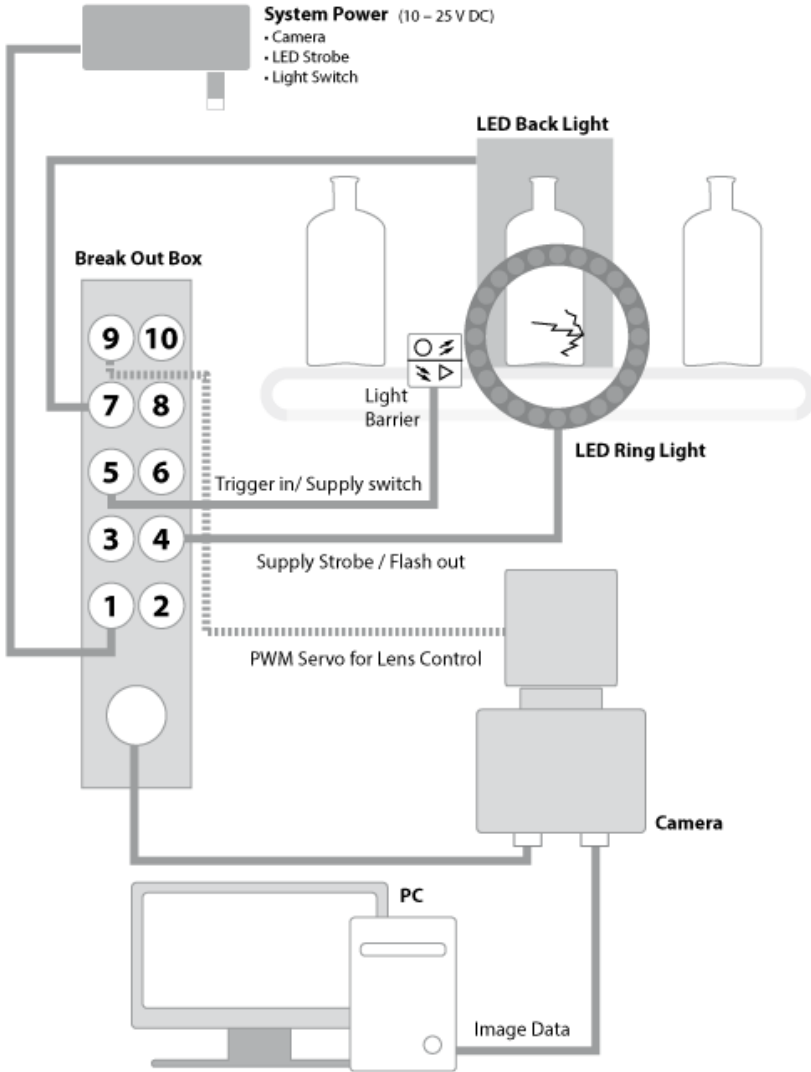 System Power (10 – 25 V DC)
• Camera
• LED Strobe
• Light Switch
LED Back Light
Break Out Box
9 10
7 8
5 6
3 4
1 2
Light
Barrier
LED Ring Light
Trigger in/ Supply switch
Supply Strobe / Flash out
PWM Servo for Lens Control
Camera
PC
Image Data